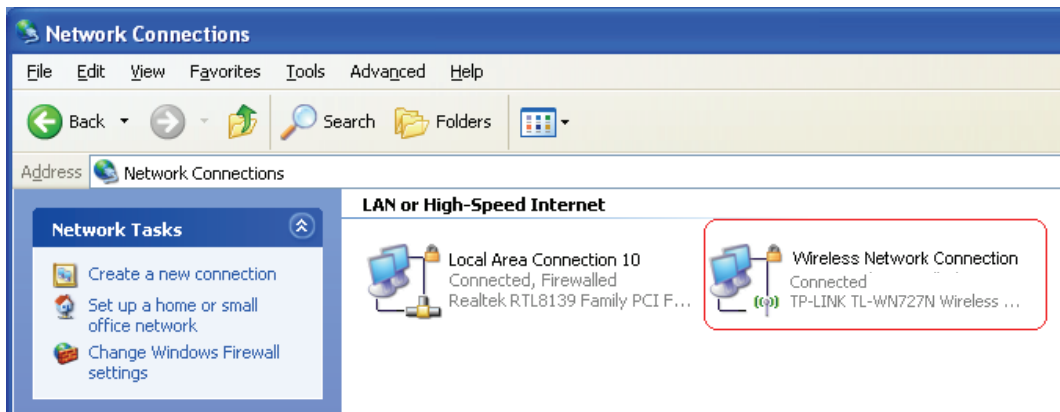 Network Connections
File Edit View Favorites Tools Advanced Help
Back Search Folders
Address Network Connections
Network Tasks
Create a new connection
Set up a home or small
office network
Change Windows Firewall
settings
LAN or High-Speed Internet
Local Area Connection 10
Connected, Firewalled
Realtek RTL8139 Family PCI F...
Wireless Network Connection
Connected
TP-LINK TL-WN727N Wireless ...